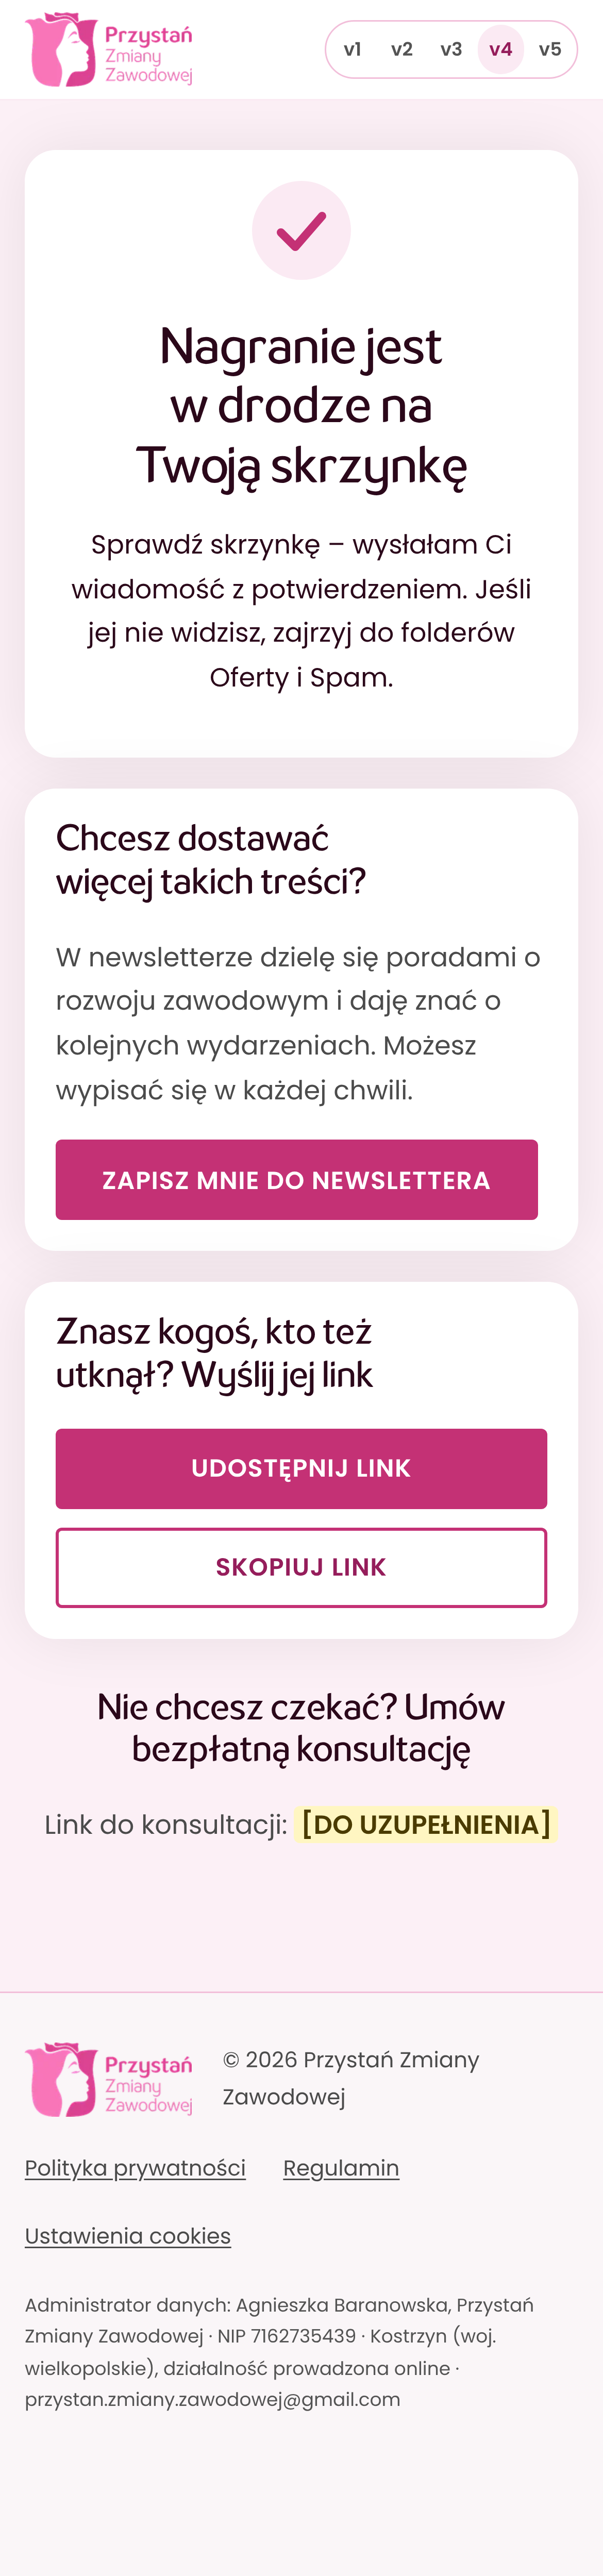 Przystań
Zmiany
Zawodowej
v1 v2 v3 v4 v5
Nagranie jest
w drodze na
Twoją skrzynkę
Sprawdź skrzynkę – wysłałam Ci
wiadomość z potwierdzeniem. Jeśli
jej nie widzisz, zajrzyj do folderów
Oferty i Spam.
Chcesz dostawać
więcej takich treści?
W newsletterze dzielę się poradami o
rozwoju zawodowym i daję znać o
kolejnych wydarzeniach. Możesz
wypisać się w każdej chwili.
ZAPISZ MNIE DO NEWSLETTERA
Znasz kogoś, kto też
utknął? Wyślij jej link
UDOSTĘPNIJ LINK
SKOPIUJ LINK
Nie chcesz czekać? Umów
bezpłatną konsultację
Link do konsultacji: [DO UZUPEŁNIENIA]
Przystań
Zmiany
Zawodowej
© 2026 Przystań Zmiany
Zawodowej
Polityka prywatności Regulamin
Ustawienia cookies
Administrator danych: Agnieszka Baranowska, Przystań
Zmiany Zawodowej · NIP 7162735439 · Kostrzyn (woj.
wielkopolskie), działalność prowadzona online ·
przystan.zmiany.zawodowej@gmail.com